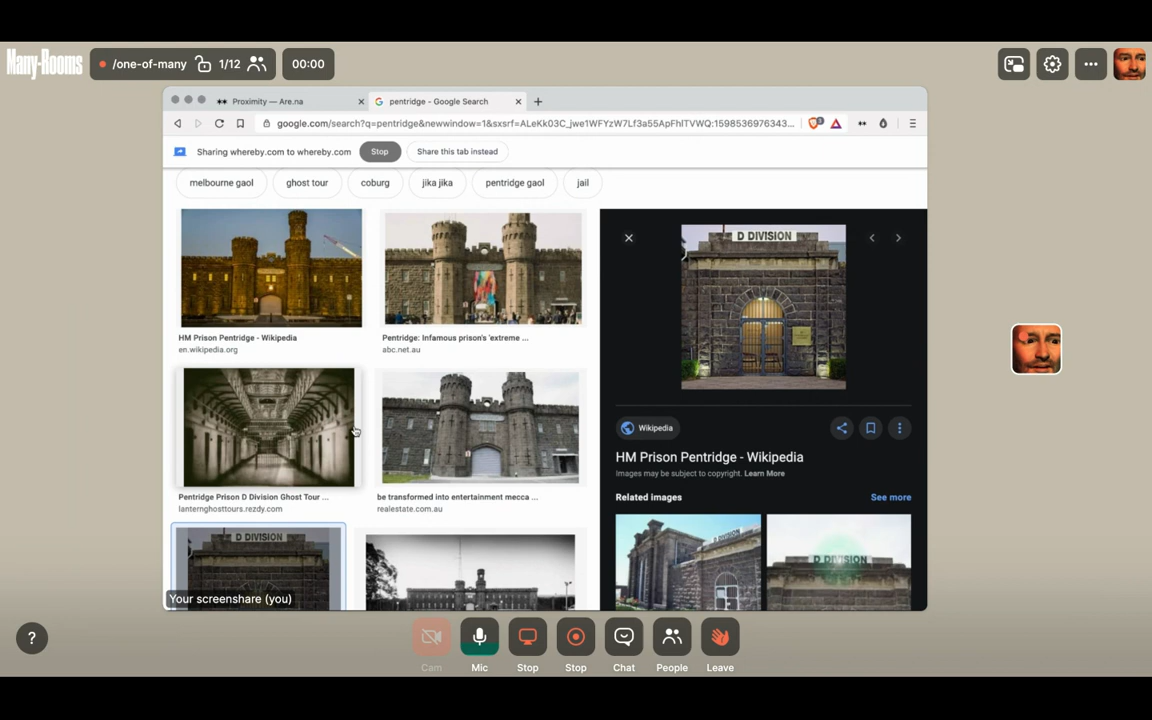 Many-Rooms
/one-of-many
1/12
00:00
Proximity — Are.na
pentridge - Google Search
google.com/search?q=pentridge&newwindow=1&sxsrf=ALeKk03C_jwe1WFYzW7Lf3a55ApFhlTVWQ:1598536976343...
Sharing whereby.com to whereby.com
Stop
Share this tab instead
melbourne gaol
ghost tour
coburg
jika jika
pentridge gaol
jail
D DIVISION
HM Prison Pentridge - Wikipedia
en.wikipedia.org
Pentridge: Infamous prison's 'extreme ...
abc.net.au
Wikipedia
HM Prison Pentridge - Wikipedia
Images may be subject to copyright. Learn More
Pentridge Prison D Division Ghost Tour ...
lanternghosttours.rezdy.com
be transformed into entertainment mecca ...
realestate.com.au
Related images
See more
D DIVISION
D DIVISION
D DIVISION
Your screenshare (you)
?
Cam
Mic
Stop
Stop
Chat
People
Leave